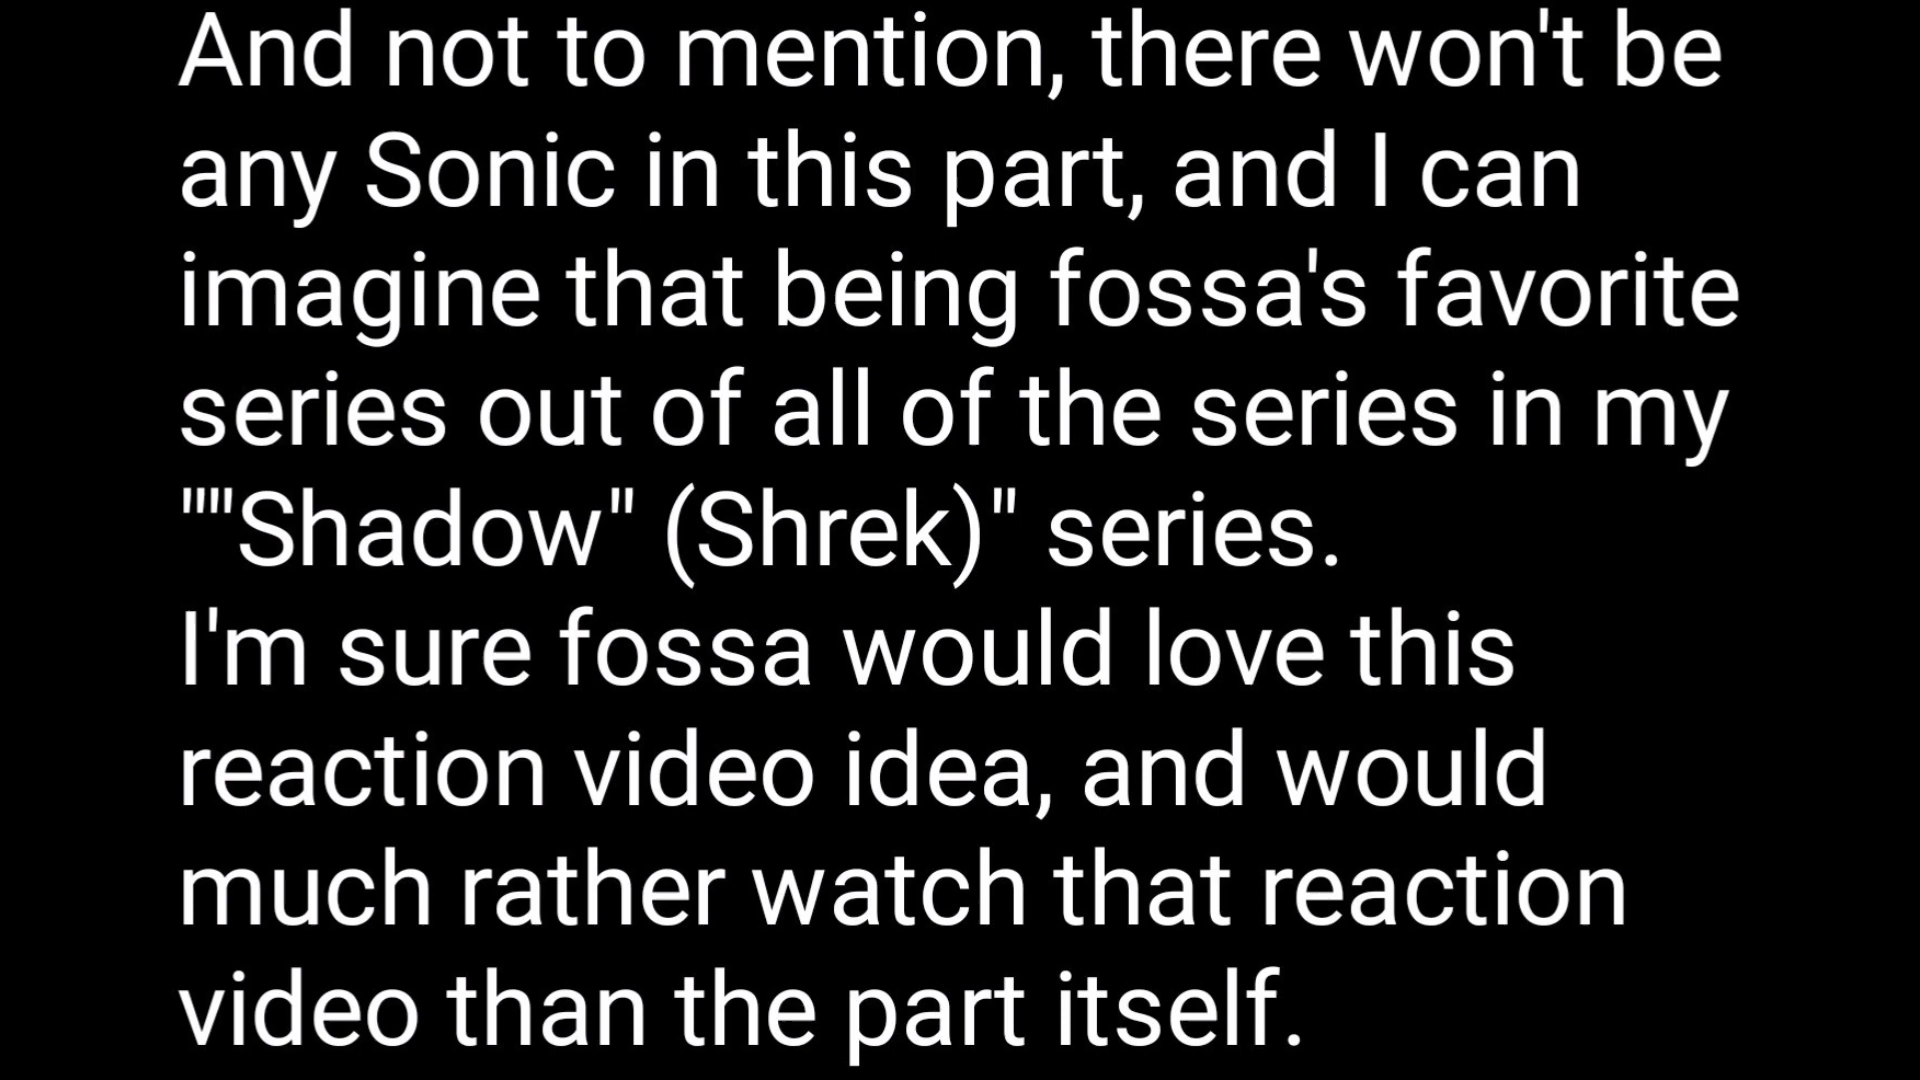 And not to mention, there won't be
any Sonic in this part, and I can
imagine that being fossa's favorite
series out of all of the series in my
""Shadow" (Shrek)" series.
I'm sure fossa would love this
reaction video idea, and would
much rather watch that reaction
video than the part itself.